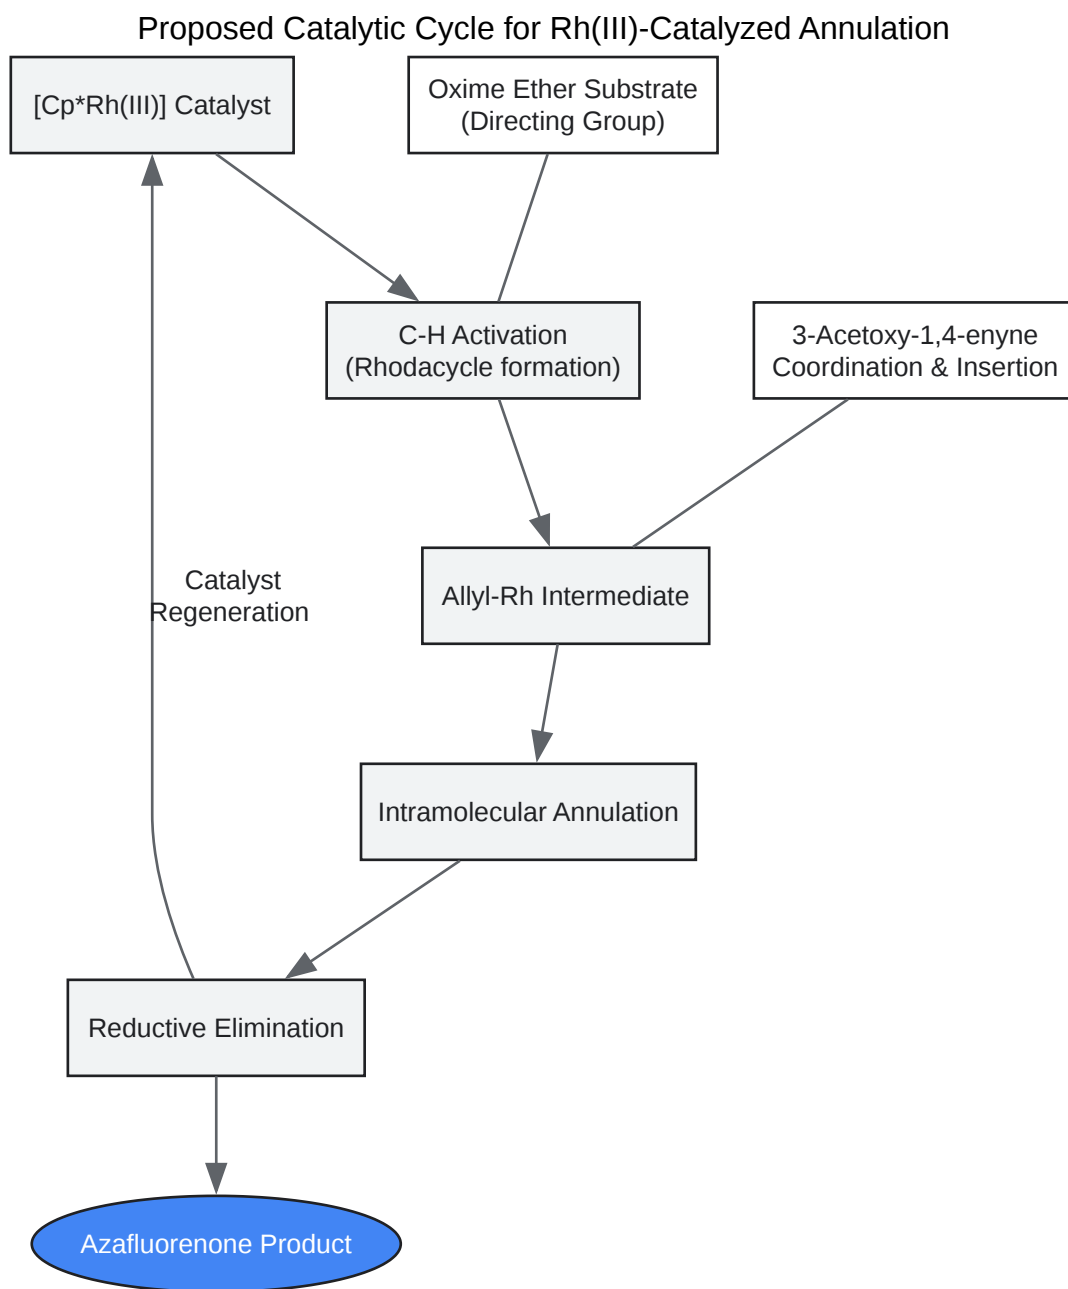 Proposed Catalytic Cycle for Rh(III)-Catalyzed Annulation
[Cp*Rh(III)] Catalyst
Oxime Ether Substrate
(Directing Group)
C-H Activation
(Rhodacycle formation)
3-Acetoxy-1,4-enyne
Coordination & Insertion
Catalyst
Regeneration
Allyl-Rh Intermediate
Intramolecular Annulation
Reductive Elimination
Azafluorenone Product